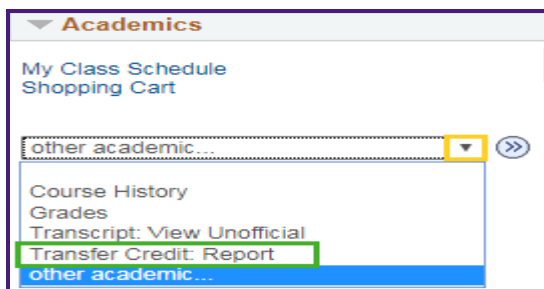 Academics
My Class Schedule
Shopping Cart
other academic...
Course History
Grades
Transcript: View Unofficial
Transfer Credit: Report
other academic...